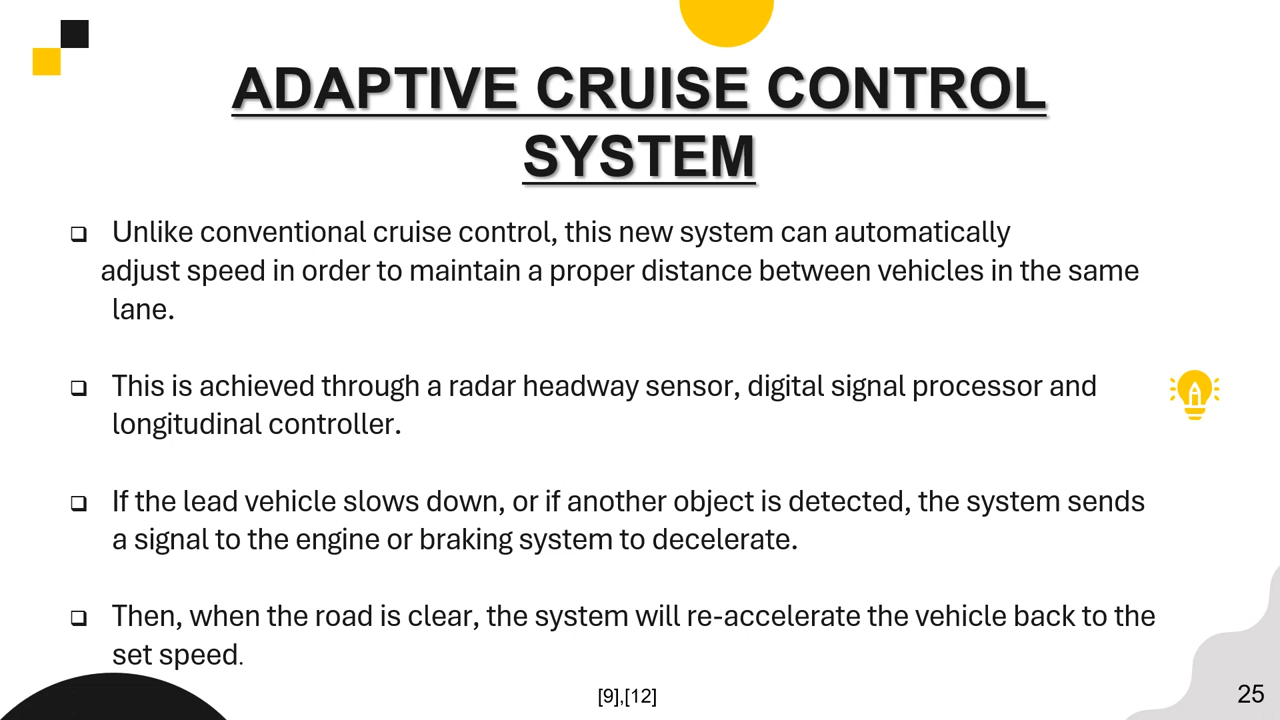 ADAPTIVE CRUISE CONTROL
SYSTEM
❑ Unlike conventional cruise control, this new system can automatically
adjust speed in order to maintain a proper distance between vehicles in the same
lane.
❑ This is achieved through a radar headway sensor, digital signal processor and
longitudinal controller.
❑ If the lead vehicle slows down, or if another object is detected, the system sends
a signal to the engine or braking system to decelerate.
❑ Then, when the road is clear, the system will re-accelerate the vehicle back to the
set speed.
[9],[12]
25